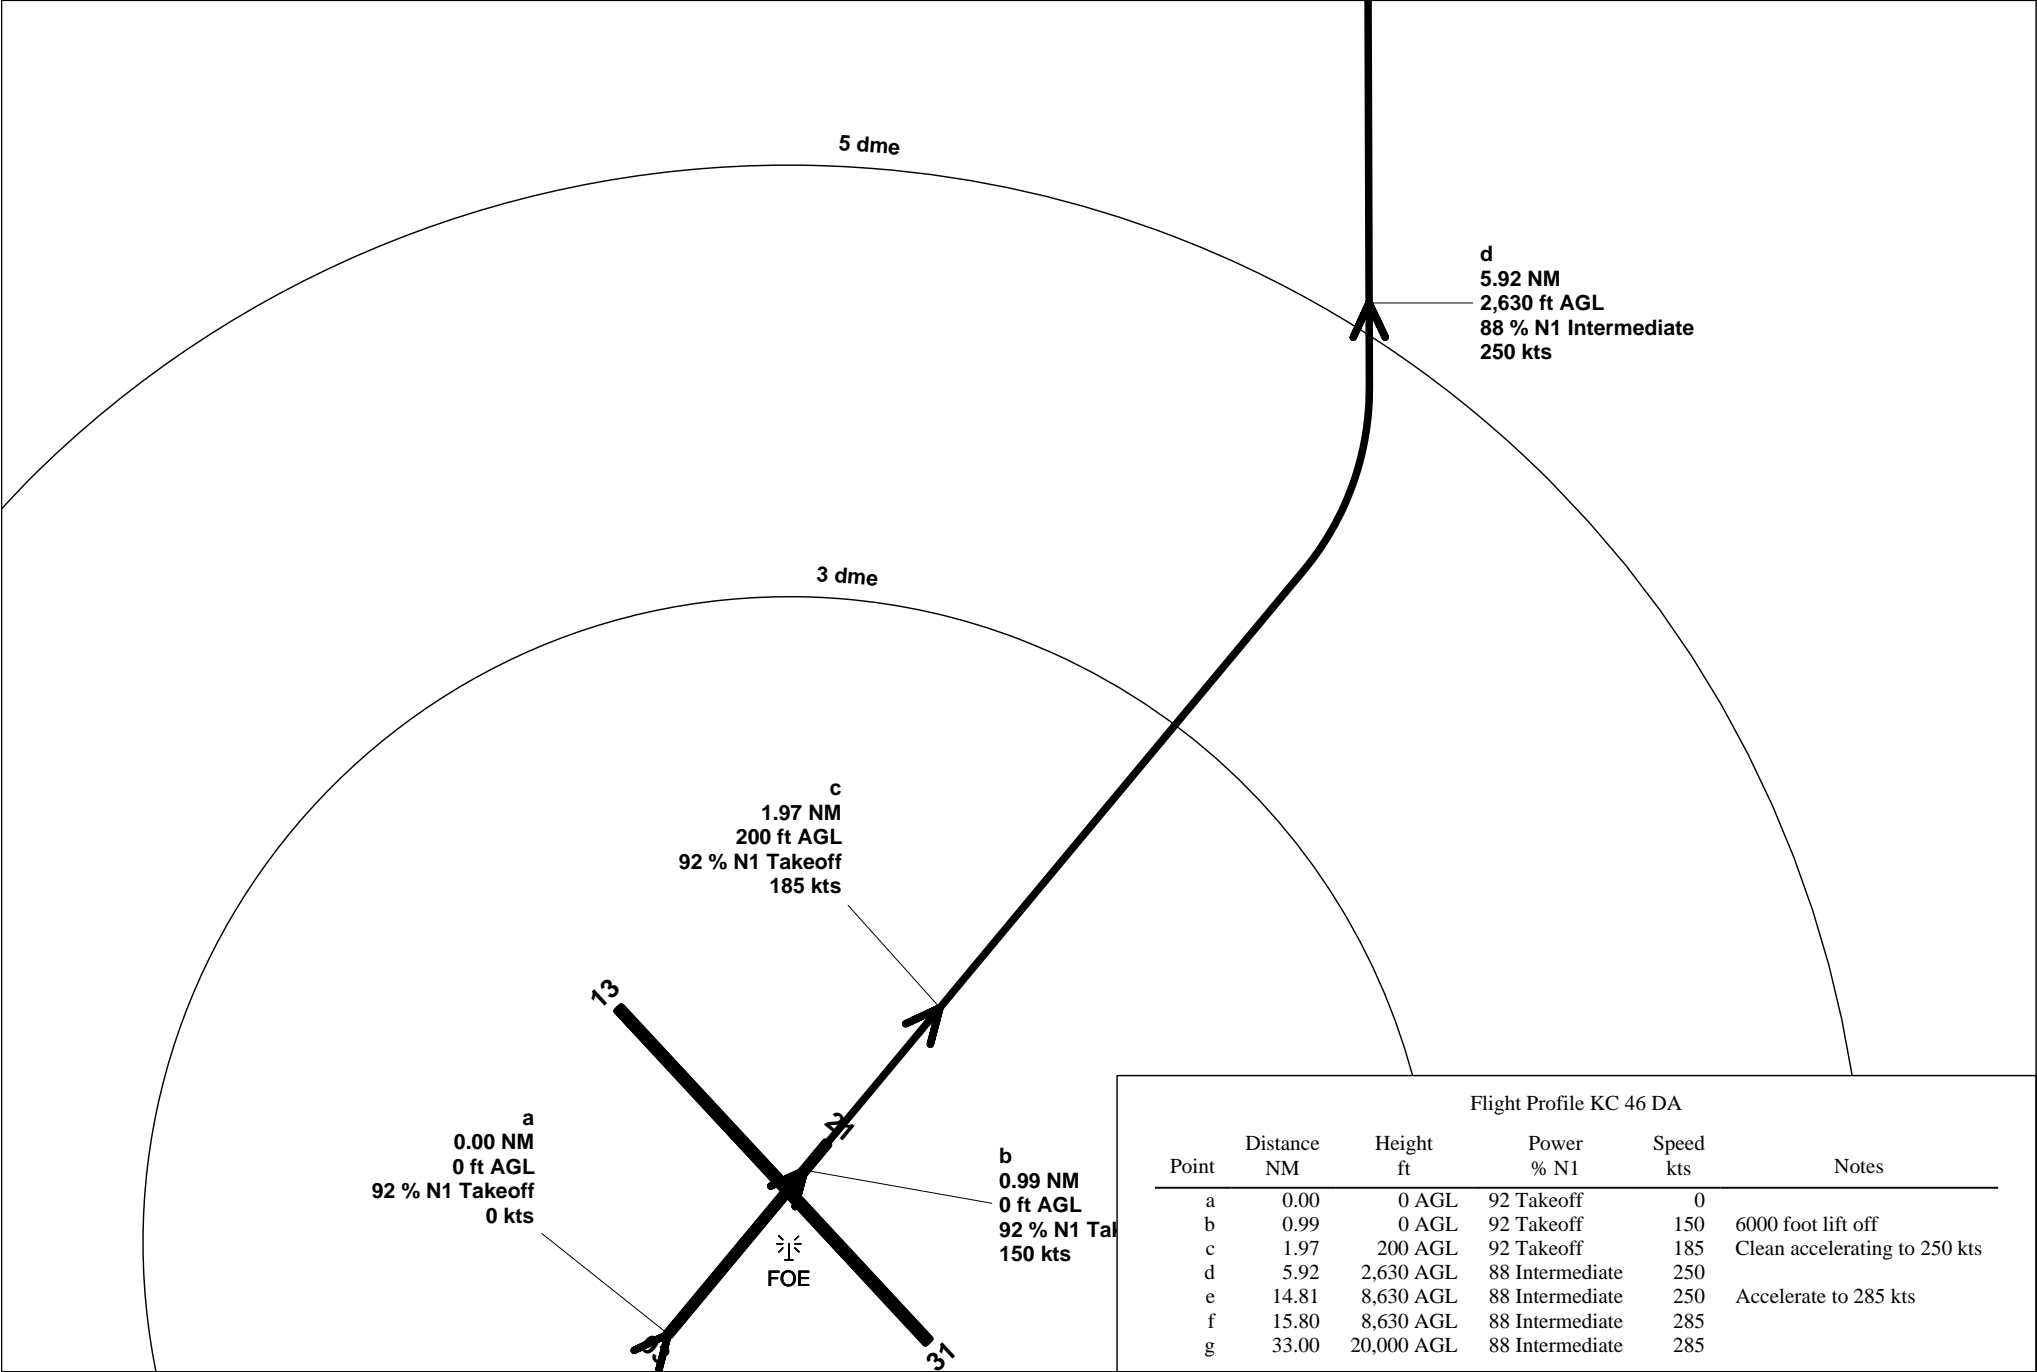 5 dme
d
5.92 NM
2,630 ft AGL
88 % N1 Intermediate
250 kts
3 dme
c
1.97 NM
200 ft AGL
92 % N1 Takeoff
185 kts
13
a
0.00 NM
0 ft AGL
92 % N1 Takeoff
0 kts
21
b
0.99 NM
0 ft AGL
92 % N1 Tak
150 kts
FOE
03
31
Flight Profile KC 46 DA
Point Distance NM Height ft Power % N1 Speed kts Notes
a 0.00 0 AGL 92 Takeoff 0
b 0.99 0 AGL 92 Takeoff 150 6000 foot lift off
c 1.97 200 AGL 92 Takeoff 185 Clean accelerating to 250 kts
d 5.92 2,630 AGL 88 Intermediate 250
e 14.81 8,630 AGL 88 Intermediate 250 Accelerate to 285 kts
f 15.80 8,630 AGL 88 Intermediate 285
g 33.00 20,000 AGL 88 Intermediate 285